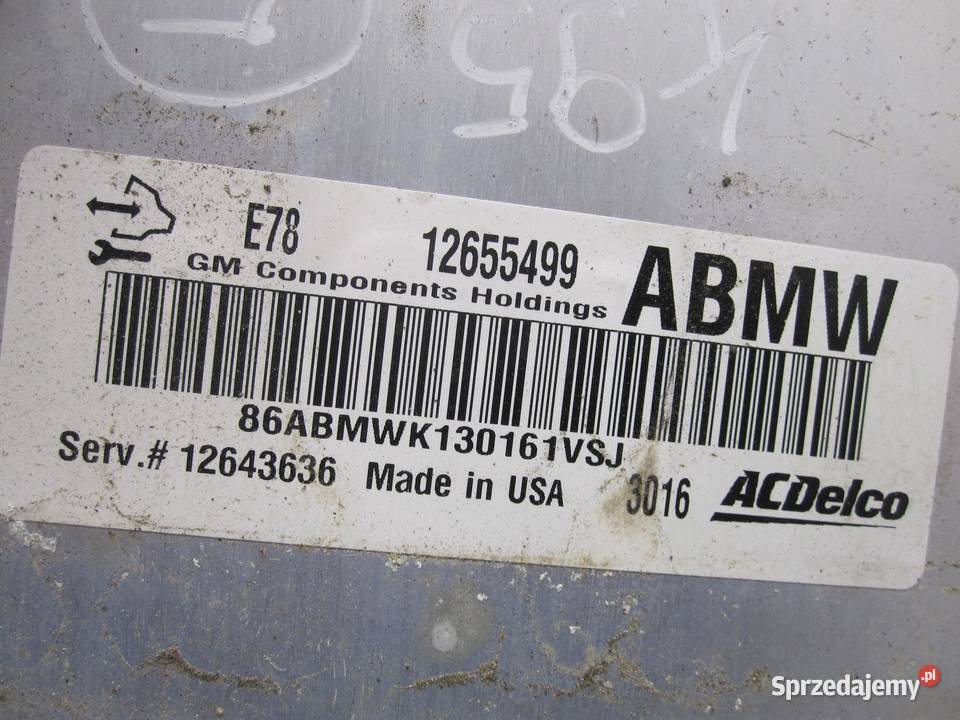 E78 12655499 ABMW
GM Components Holdings
86ABMWK130161VSJ
Serv.# 12643636 Made in USA 3016 ACDelco
Sprzedajemy.pl